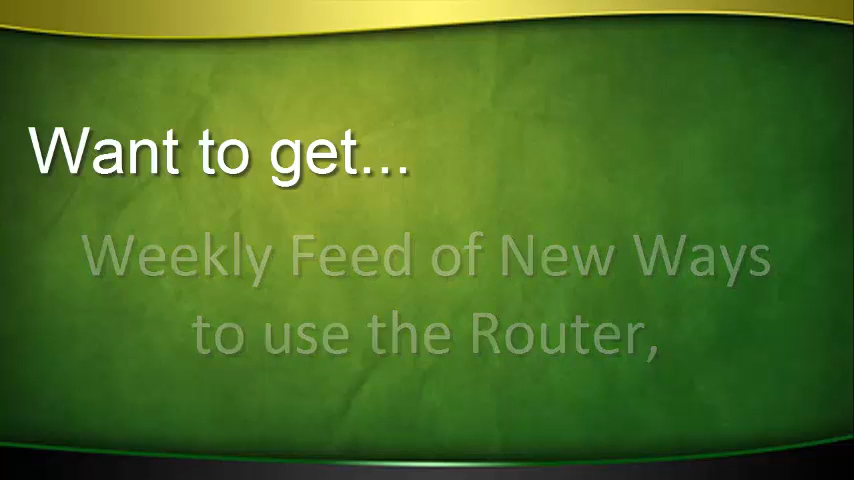 Want to get...
Weekly Feed of New Ways
to use the Router,